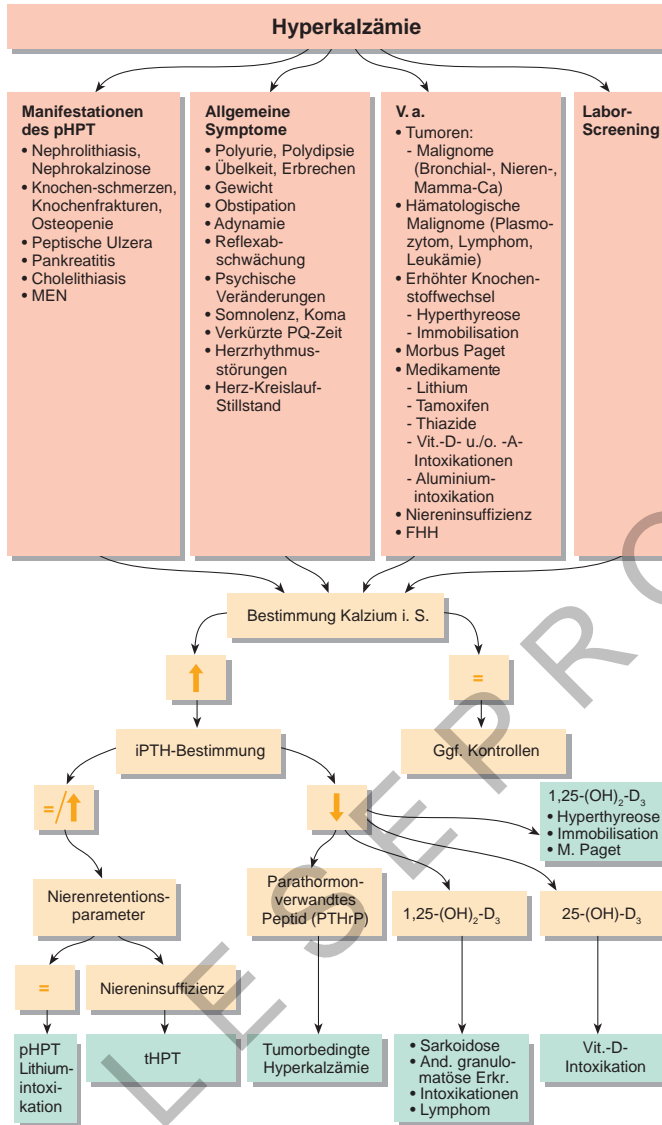 Hyperkalzämie
Manifestationen
des pHPT
• Nephrolithiasis,
Nephrokalzinose
• Knochen-schmerzen,
Knochenfrakturen,
Osteopenie
• Peptische Ulzera
• Pankreatitis
• Cholelithiasis
• MEN
Allgemeine
Symptome
• Polyurie, Polydipsie
• Übelkeit, Erbrechen
• Gewicht
• Obstipation
• Adynamie
• Reflexab-
schwächung
• Psychische
Veränderungen
• Somnolenz, Koma
• Verkürzte PQ-Zeit
• Herzrhythmus-
störungen
• Herz-Kreislauf-
Stillstand
V. a.
• Tumoren:
- Malignome
(Bronchial-, Nieren-,
Mamma-Ca)
• Hämatologische
Malignome (Plasmo-
zytom, Lymphom,
Leukämie)
• Erhöhter Knochen-
stoffwechsel
- Hyperthyreose
- Immobilisation
• Morbus Paget
• Medikamente
- Lithium
- Tamoxifen
- Thiazide
- Vit.-D- u./o. -A-
Intoxikationen
- Aluminium-
intoxikation
• Niereninsuffizienz
• FHH
Labor-
Screening
Bestimmung Kalzium i. S.
↑
=
iPTH-Bestimmung
Ggf. Kontrollen
=/↑
↓
1,25-(OH)₂-D₃
• Hyperthyreose
• Immobilisation
• M. Paget
Nierenretentions-
parameter
Parathormon-
verwandtes
Peptid (PTHrP)
1,25-(OH)₂-D₃
25-(OH)-D₃
=
Niereninsuffizienz
pHPT
Lithium-
intoxi-
kation
tHPT
Tumorbedingte
Hyperkalzämie
• Sarkoidose
• And. granulo-
matöse Erkr.
• Intoxikationen
• Lymphom
Vit.-D-
Intoxikation
LESEPRO